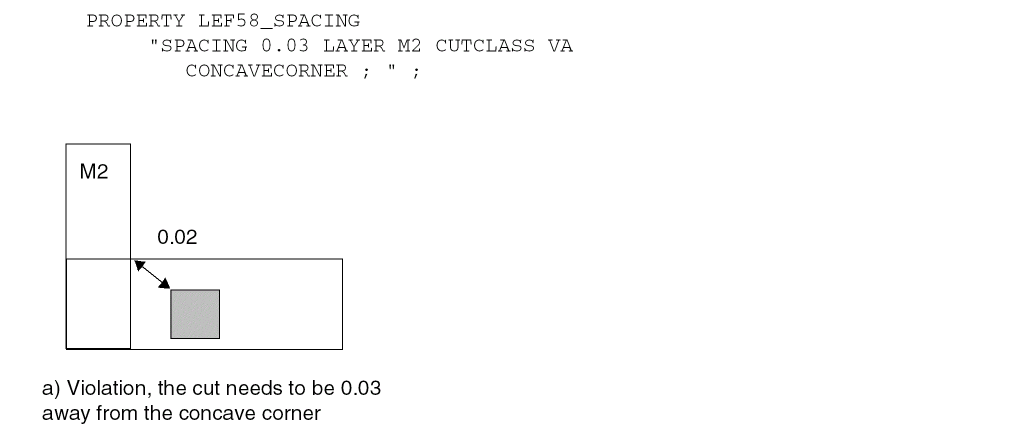 PROPERTY LEF58_SPACING
"SPACING 0.03 LAYER M2 CUTCLASS VA
CONCAVECORNER ; " ;
M2
0.02
a) Violation, the cut needs to be 0.03
away from the concave corner